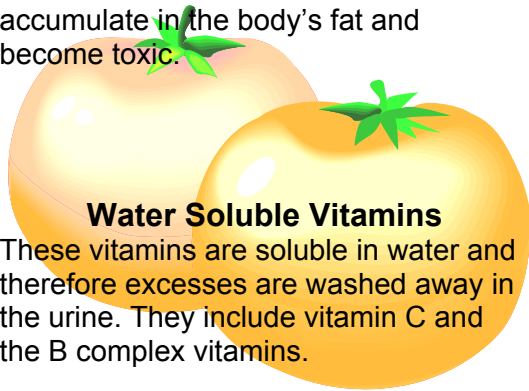 accumulate in the body’s fat and
become toxic.
Water Soluble Vitamins
These vitamins are soluble in water and
therefore excesses are washed away in
the urine. They include vitamin C and
the B complex vitamins.